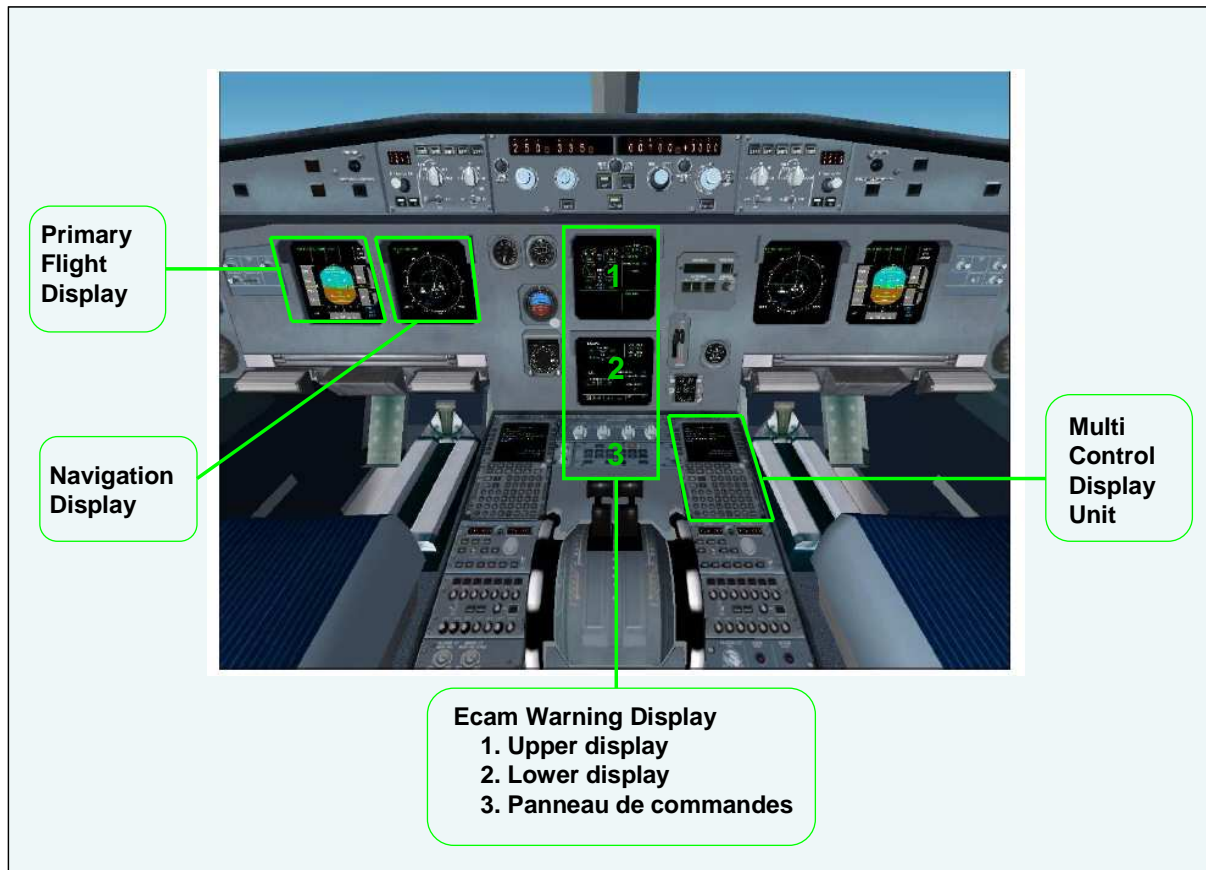 Primary
Flight
Display
Navigation
Display
1
2
3
Multi
Control
Display
Unit
Ecam Warning Display
1. Upper display
2. Lower display
3. Panneau de commandes